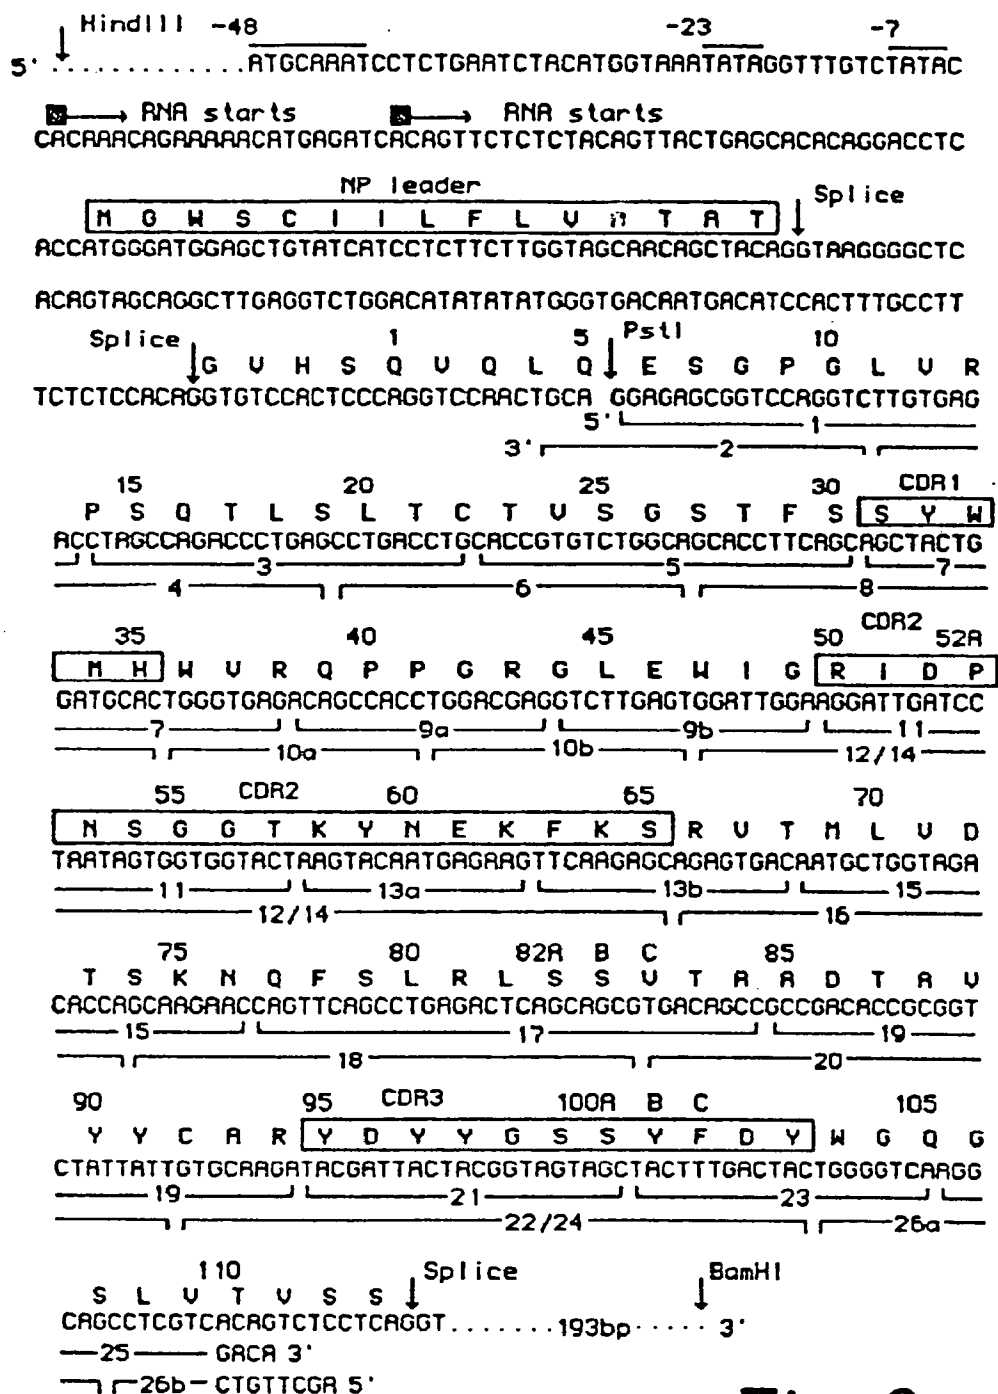 HindIII -48 -23 -7
5' . . . . . . . . . . . . . ATGCAAATCCTCTGAATCTACATGGTAAATATAGGTTTGTCTATAC
RNA starts RNA starts
CACAAACAGAAAAACATGAGATCACAGTTCTCTCTACAGTTACTGAGCACACAGGACCTC
NP leader Splice
M G W S C I I L F L V A T A T
ACCATGGGATGGAGCTGTATCATCCTCTTCTTGGTAGCAACAGCTACAGGTAAGGGGCTC
ACAGTAGCAGGCTTGAGGTCTGGACATATATATGGGTGACAATGACATCCACTTTGCCTT
Splice 1 5 PstI 10
G V H S Q V Q L Q E S G P G L V R
TCTCTCCACAGGTGTCCACTCCCAGGTCCAACTGCA GGAGAGCGGTCCAGGTCTTGTGAG
5' 1
3' 2
15 20 25 30 CDR1
P S Q T L S L T C T V S G S T F S S Y W
ACCTAGCCAGACCCTGAGCCTGACCTGCACCGTGTCTGGCAGCACCTTCAGCAGCTACTG
3 5 7
4 6 8
35 40 45 50 CDR2 52A
M H W V R Q P P G R G L E W I G R I D P
GATGCACTGGGTGAGACAGCCACCTGGACGAGGTCTTGAGTGGATTGGAAGGATTGATCC
7 9a 9b 11
10a 10b 12/14
55 CDR2 60 65 70
N S G G T K Y N E K F K S R V T M L V D
TAATAGTGGTGGTACTAAGTACAATGAGAAGTTCAAGAGCAGAGTGACAATGCTGGTAGA
11 13a 13b 15
12/14 16
75 80 82A B C 85
T S K N Q F S L R L S S V T A A D T A V
CACCAGCAAGAACCAGTTCAGCCTGAGACTCAGCAGCGTGACAGCCGCCGACACCGCGGT
15 17 19
18 20
90 95 CDR3 100A B C 105
Y Y C A R Y D Y Y G S S Y F D Y W G Q G
CTATTATTGTGCAAGATACGATTACTACGGTAGTAGCTACTTTGACTACTGGGGTCAAGG
19 21 23
22/24 26a
110 Splice BamHI
S L V T V S S
CAGCCTCGTCACAGTCTCCTCAGGT . . . . . . . 193bp . . . . . 3'
25 GACA 3'
26b CTGTTCGA 5'